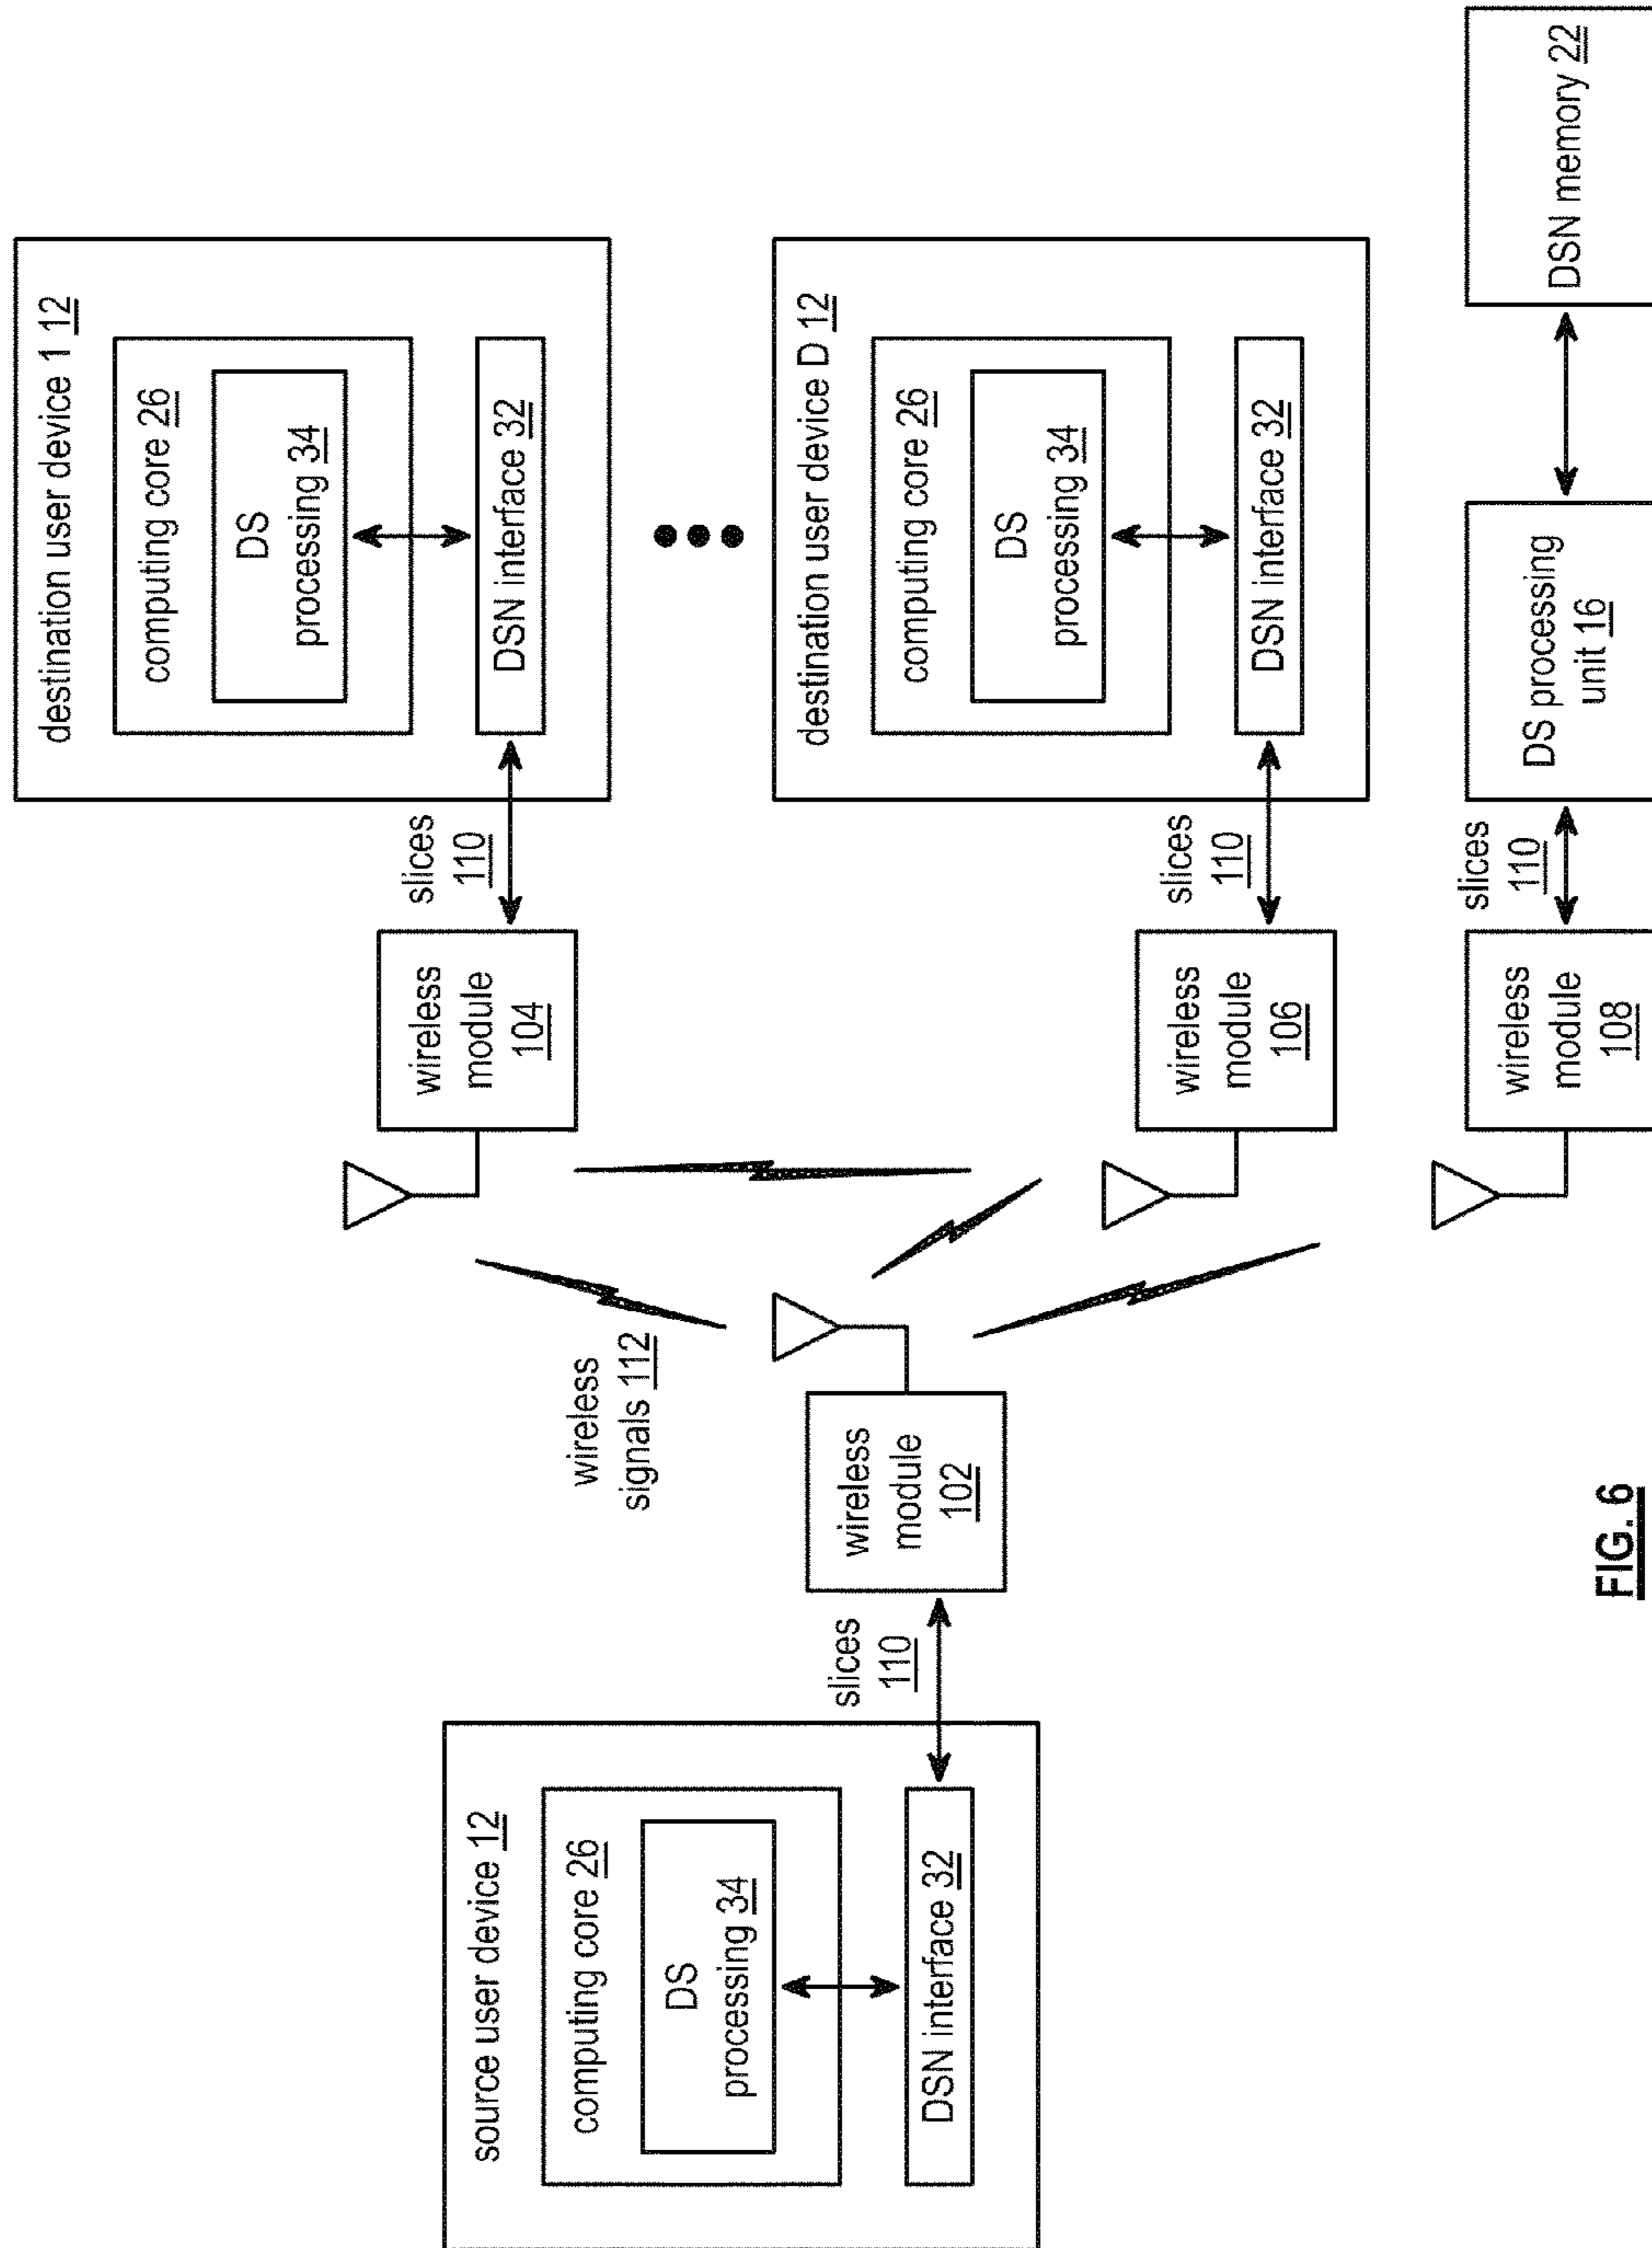 source user device 12
computing core 26
DS
processing 34
DSN interface 32
slices
110
wireless
module
102
wireless
signals 112
wireless
module
104
slices
110
destination user device 1 12
computing core 26
DS
processing 34
DSN interface 32
wireless
module
106
slices
110
destination user device D 12
computing core 26
DS
processing 34
DSN interface 32
wireless
module
108
slices
110
DS processing
unit 16
DSN memory 22
FIG. 6